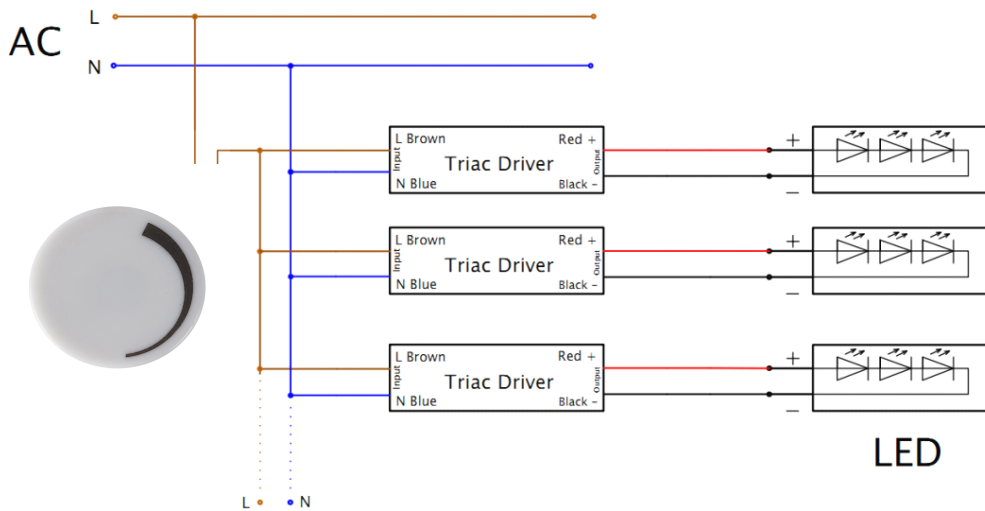 L
AC
N
L Brown
Red +
Input
Triac Driver
Output
N Blue
Black –
+
–
L Brown
Red +
Input
Triac Driver
Output
N Blue
Black –
+
–
L Brown
Red +
Input
Triac Driver
Output
N Blue
Black –
+
–
LED
L
N